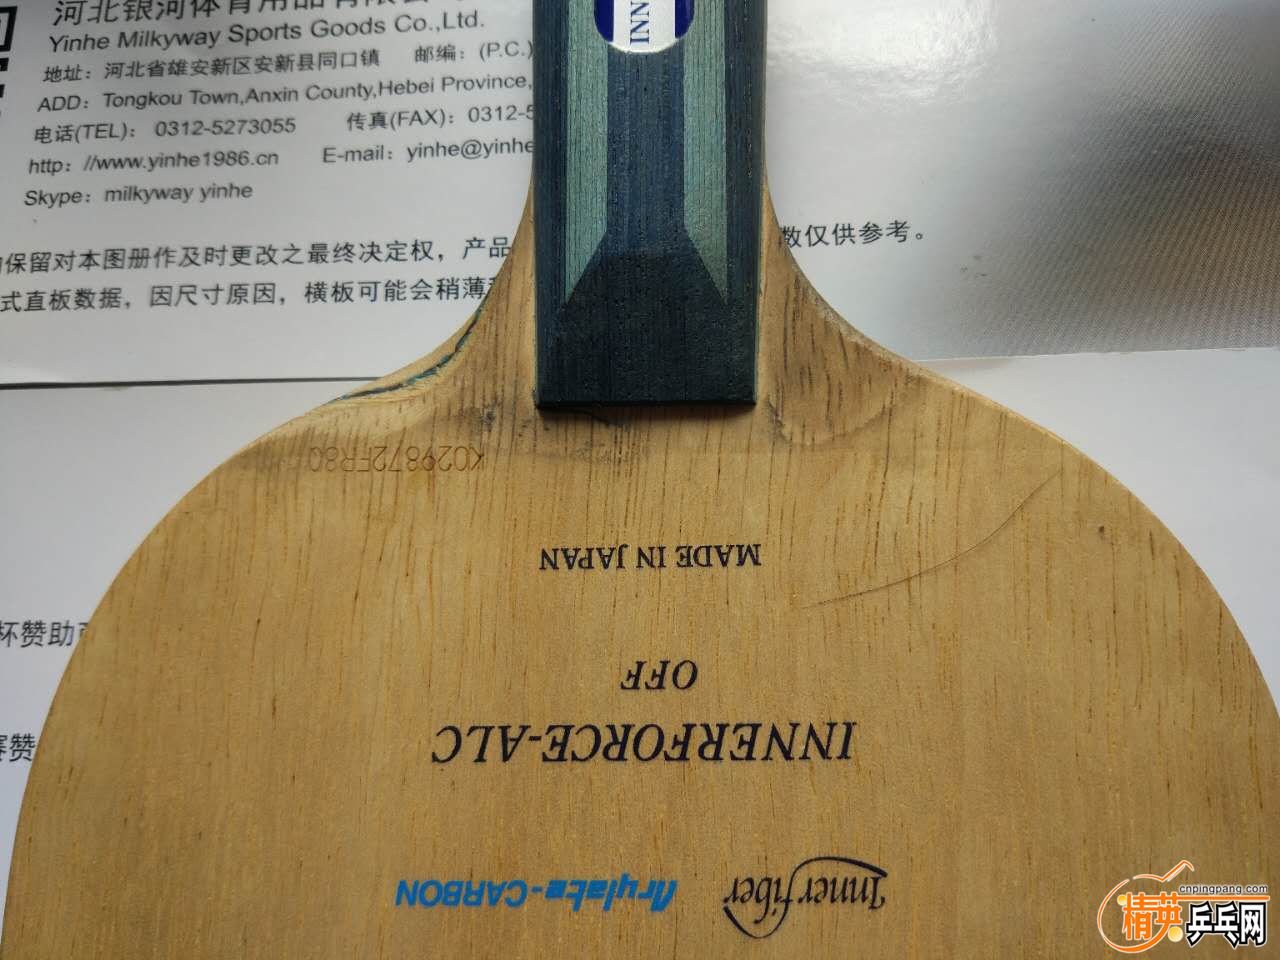 河北银河体育用品有限公
Yinhe Milkyway Sports Goods Co.,Ltd.
地址：河北省雄安新区安新县同口镇 邮编：(P.C.)
ADD：Tongkou Town,Anxin County,Hebei Province,
电话(TEL)： 0312-5273055 传真(FAX)：0312-5
http：//www.yinhe1986.cn E-mail：yinhe@yinhe
Skype：milkyway yinhe
保留对本图册作及时更改之最终决定权，产品
数仅供参考。
式直板数据，因尺寸原因，横板可能会稍薄
INN
K029872FR80
MADE IN JAPAN
OFF
INNERFORCE-ALC
Innerfiber
Arylate-CARBON
杯赞助
赞
cnpingpang.com
精英乒乓网